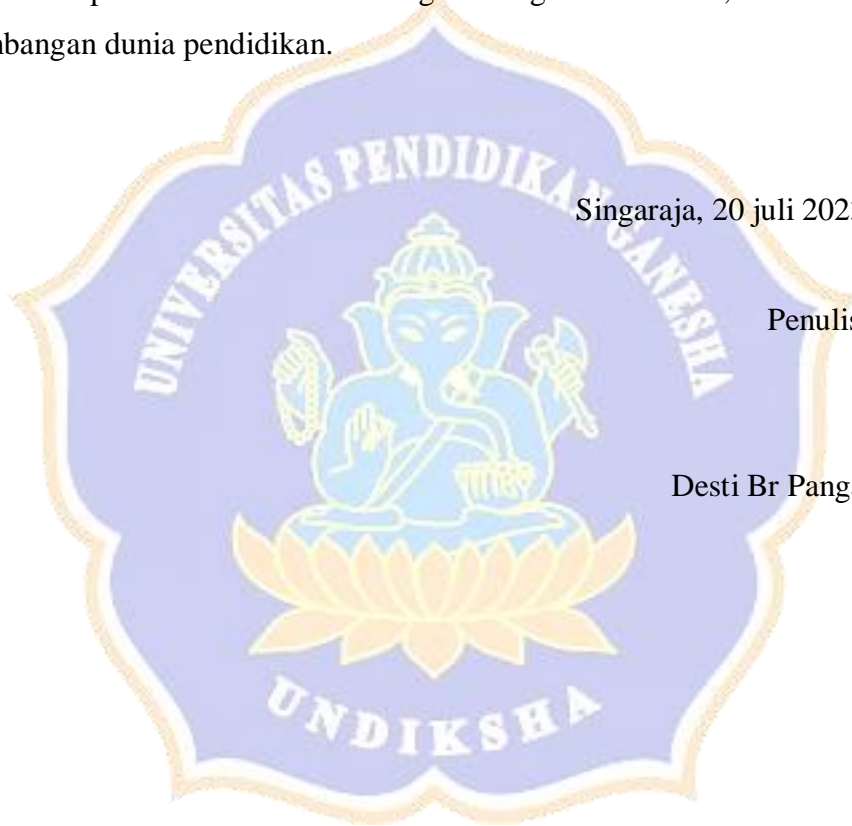 mbangan dunia pendidikan.
UNIVERSITAS PENDIDIKAN GANESHA
Singaraja, 20 juli 202
Penulis
Desti Br Pang
UNDIKSHA